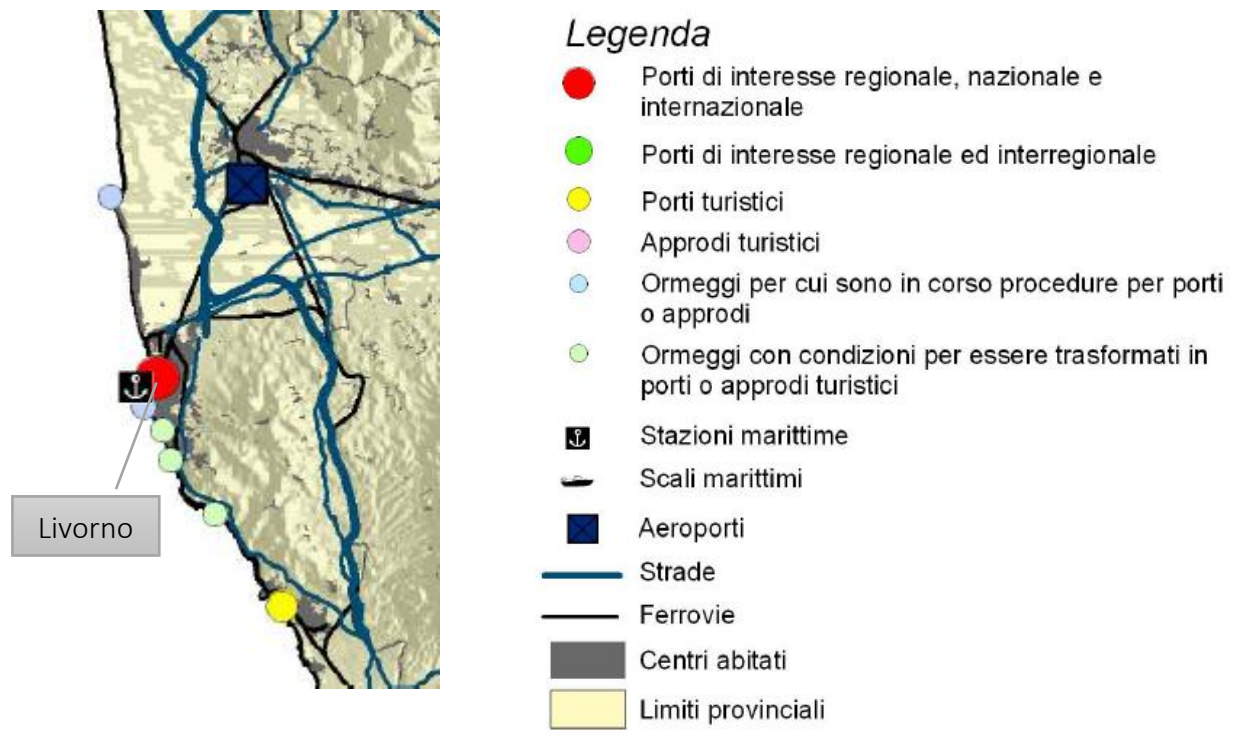 Livorno
Legenda
Porti di interesse regionale, nazionale e
internazionale
Porti di interesse regionale ed interregionale
Porti turistici
Approdi turistici
Ormeggi per cui sono in corso procedure per porti
o approdi
Ormeggi con condizioni per essere trasformati in
porti o approdi turistici
Stazioni marittime
Scali marittimi
Aeroporti
Strade
Ferrovie
Centri abitati
Limiti provinciali